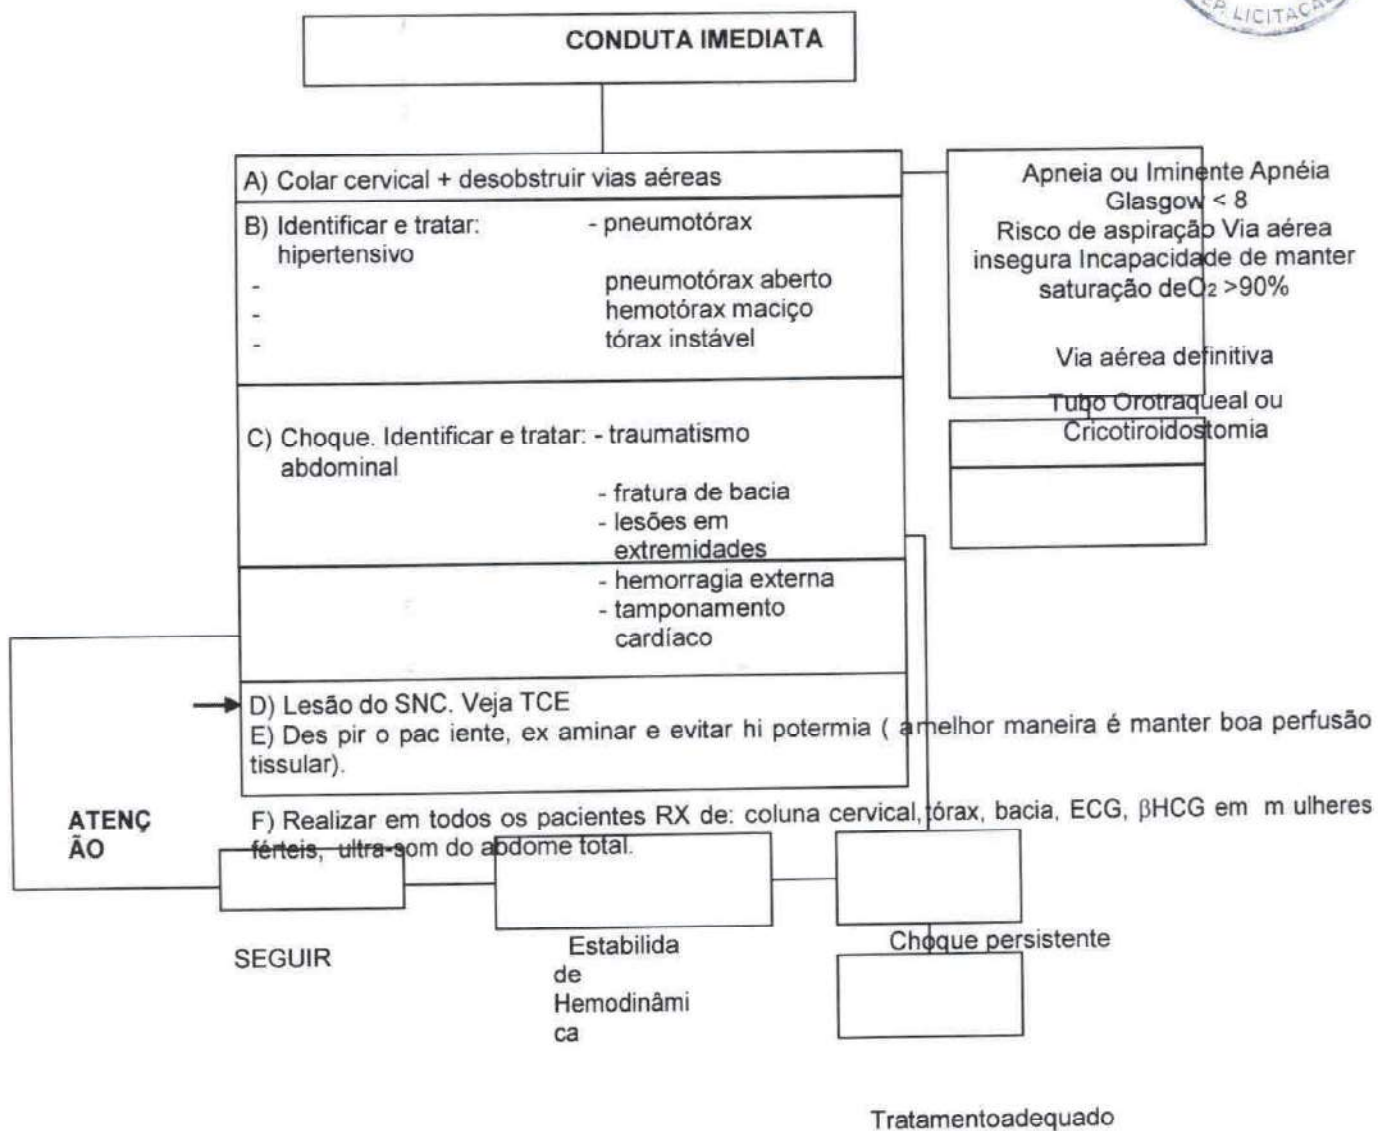 LICITAÇÃ
CONDUTA IMEDIATA
A) Colar cervical + desobstruir vias aéreas
B) Identificar e tratar: - pneumotórax
hipertensivo
- pneumotórax aberto
- hemotórax maciço
- tórax instável
Apneia ou Iminente Apnéia
Glasgow < 8
Risco de aspiração Via aérea
insegura Incapacidade de manter
saturação deO₂ >90%
Via aérea definitiva
Tubo Orotraqueal ou
Cricotiroidostomia
C) Choque. Identificar e tratar: - traumatismo
abdominal
- fratura de bacia
- lesões em
extremidades
- hemorragia externa
- tamponamento
cardíaco
D) Lesão do SNC. Veja TCE
E) Des pir o pac iente, ex aminar e evitar hi potermia ( amelhor maneira é manter boa perfusão
tissular).
ATENÇ
ÃO
F) Realizar em todos os pacientes RX de: coluna cervical, tórax, bacia, ECG, βHCG em m ulheres
férteis, ultra-som do abdome total.
SEGUIR
Estabilida
de
Hemodinâmi
ca
Choque persistente
Tratamentoadequado